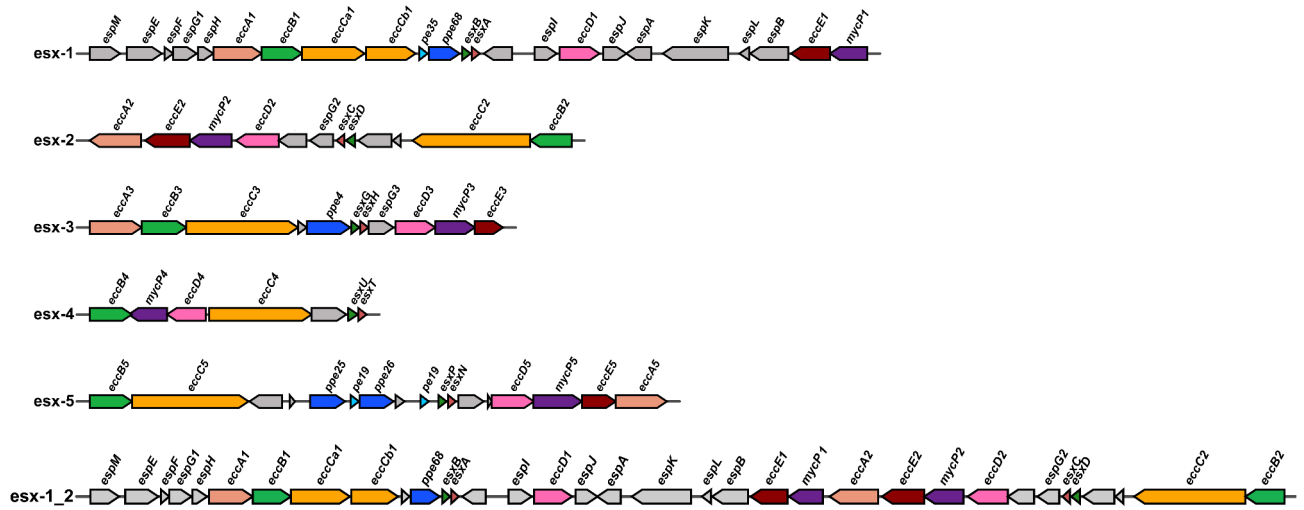 espM espE espF espG1 espH eccA1 eccB1 eccCa1 eccCb1 pe35 ppe68 esxB esxA espI eccD1 espJ espA espK espL espB eccE1 mycP1
esx-1
eccA2 eccE2 mycP2 eccD2 espG2 esxC esxD eccC2 eccB2
esx-2
eccA3 eccB3 eccC3 ppe4 esxG esxH espG3 eccD3 mycP3 eccE3
esx-3
eccB4 mycP4 eccD4 eccC4 esxU esxT
esx-4
eccB5 eccC5 ppe25 pe19 ppe26 pe19 esxP esxN eccD5 mycP5 eccE5 eccA5
esx-5
espM espE espF espG1 espH eccA1 eccB1 eccCa1 eccCb1 ppe68 esxB esxA espI eccD1 espJ espA espK espL espB eccE1 mycP1 eccA2 eccE2 mycP2 eccD2 espG2 esxC esxD eccC2 eccB2
esx-1_2